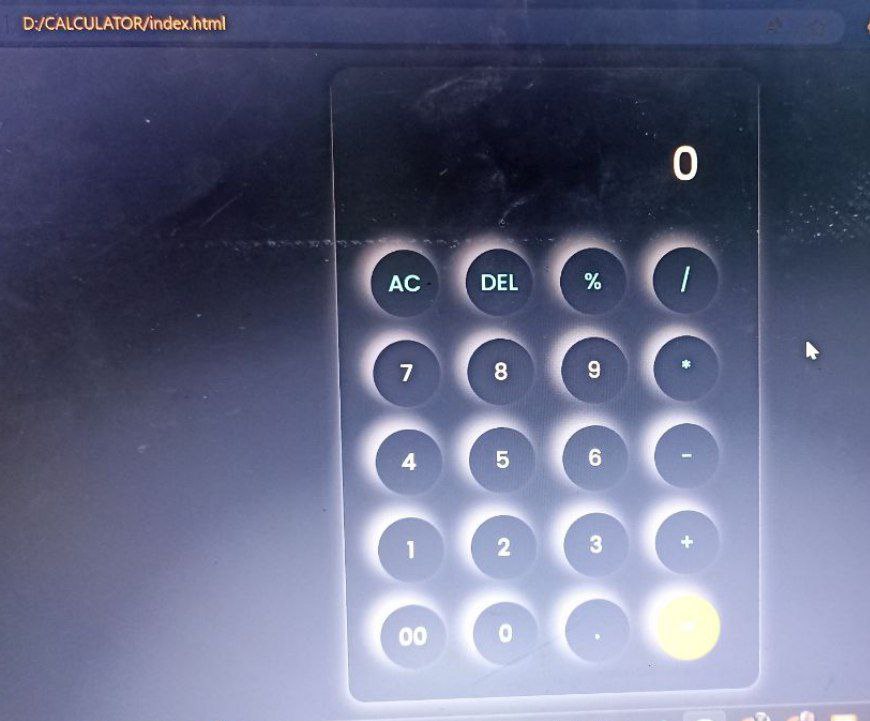 D:/CALCULATOR/index.html
0
AC DEL % /
7 8 9 *
4 5 6 -
1 2 3 +
00 0 .